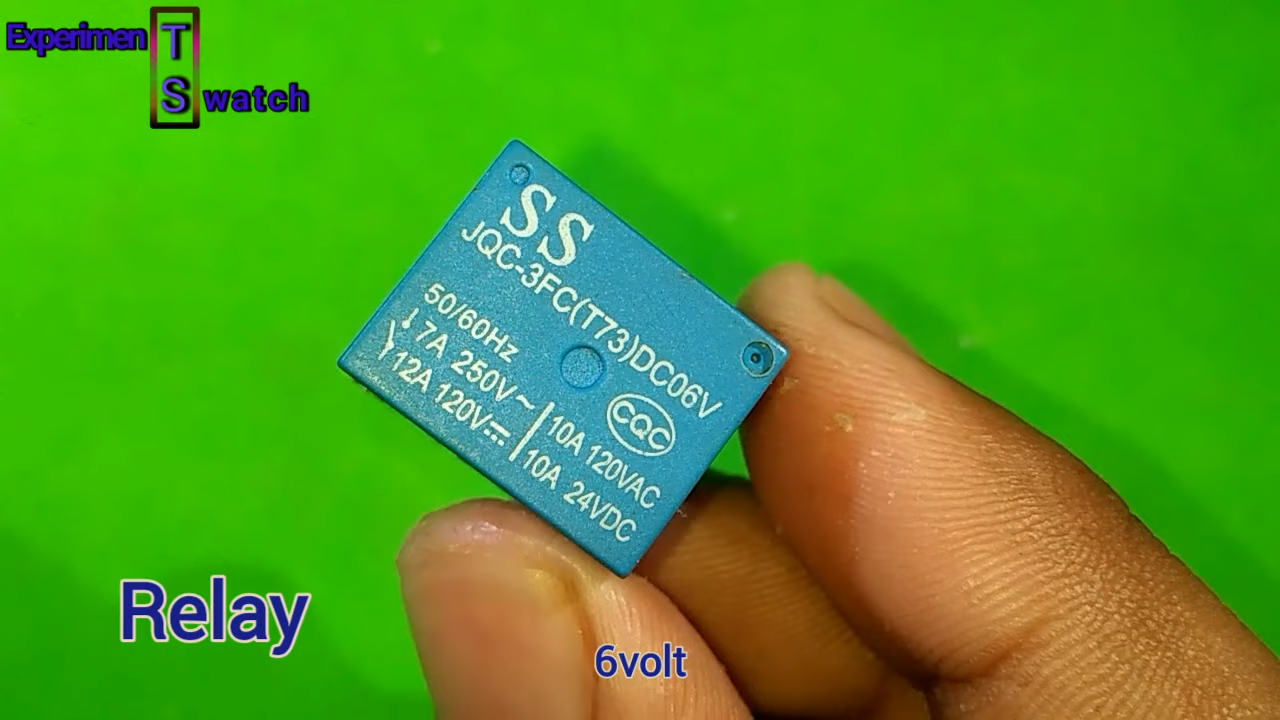 Experimen T
S watch
SS
JQC-3FC(T73)DC06V
50/60Hz
7A 250V~
12A 120V⎓
10A 120VAC
10A 24VDC
CQC
Relay
6volt